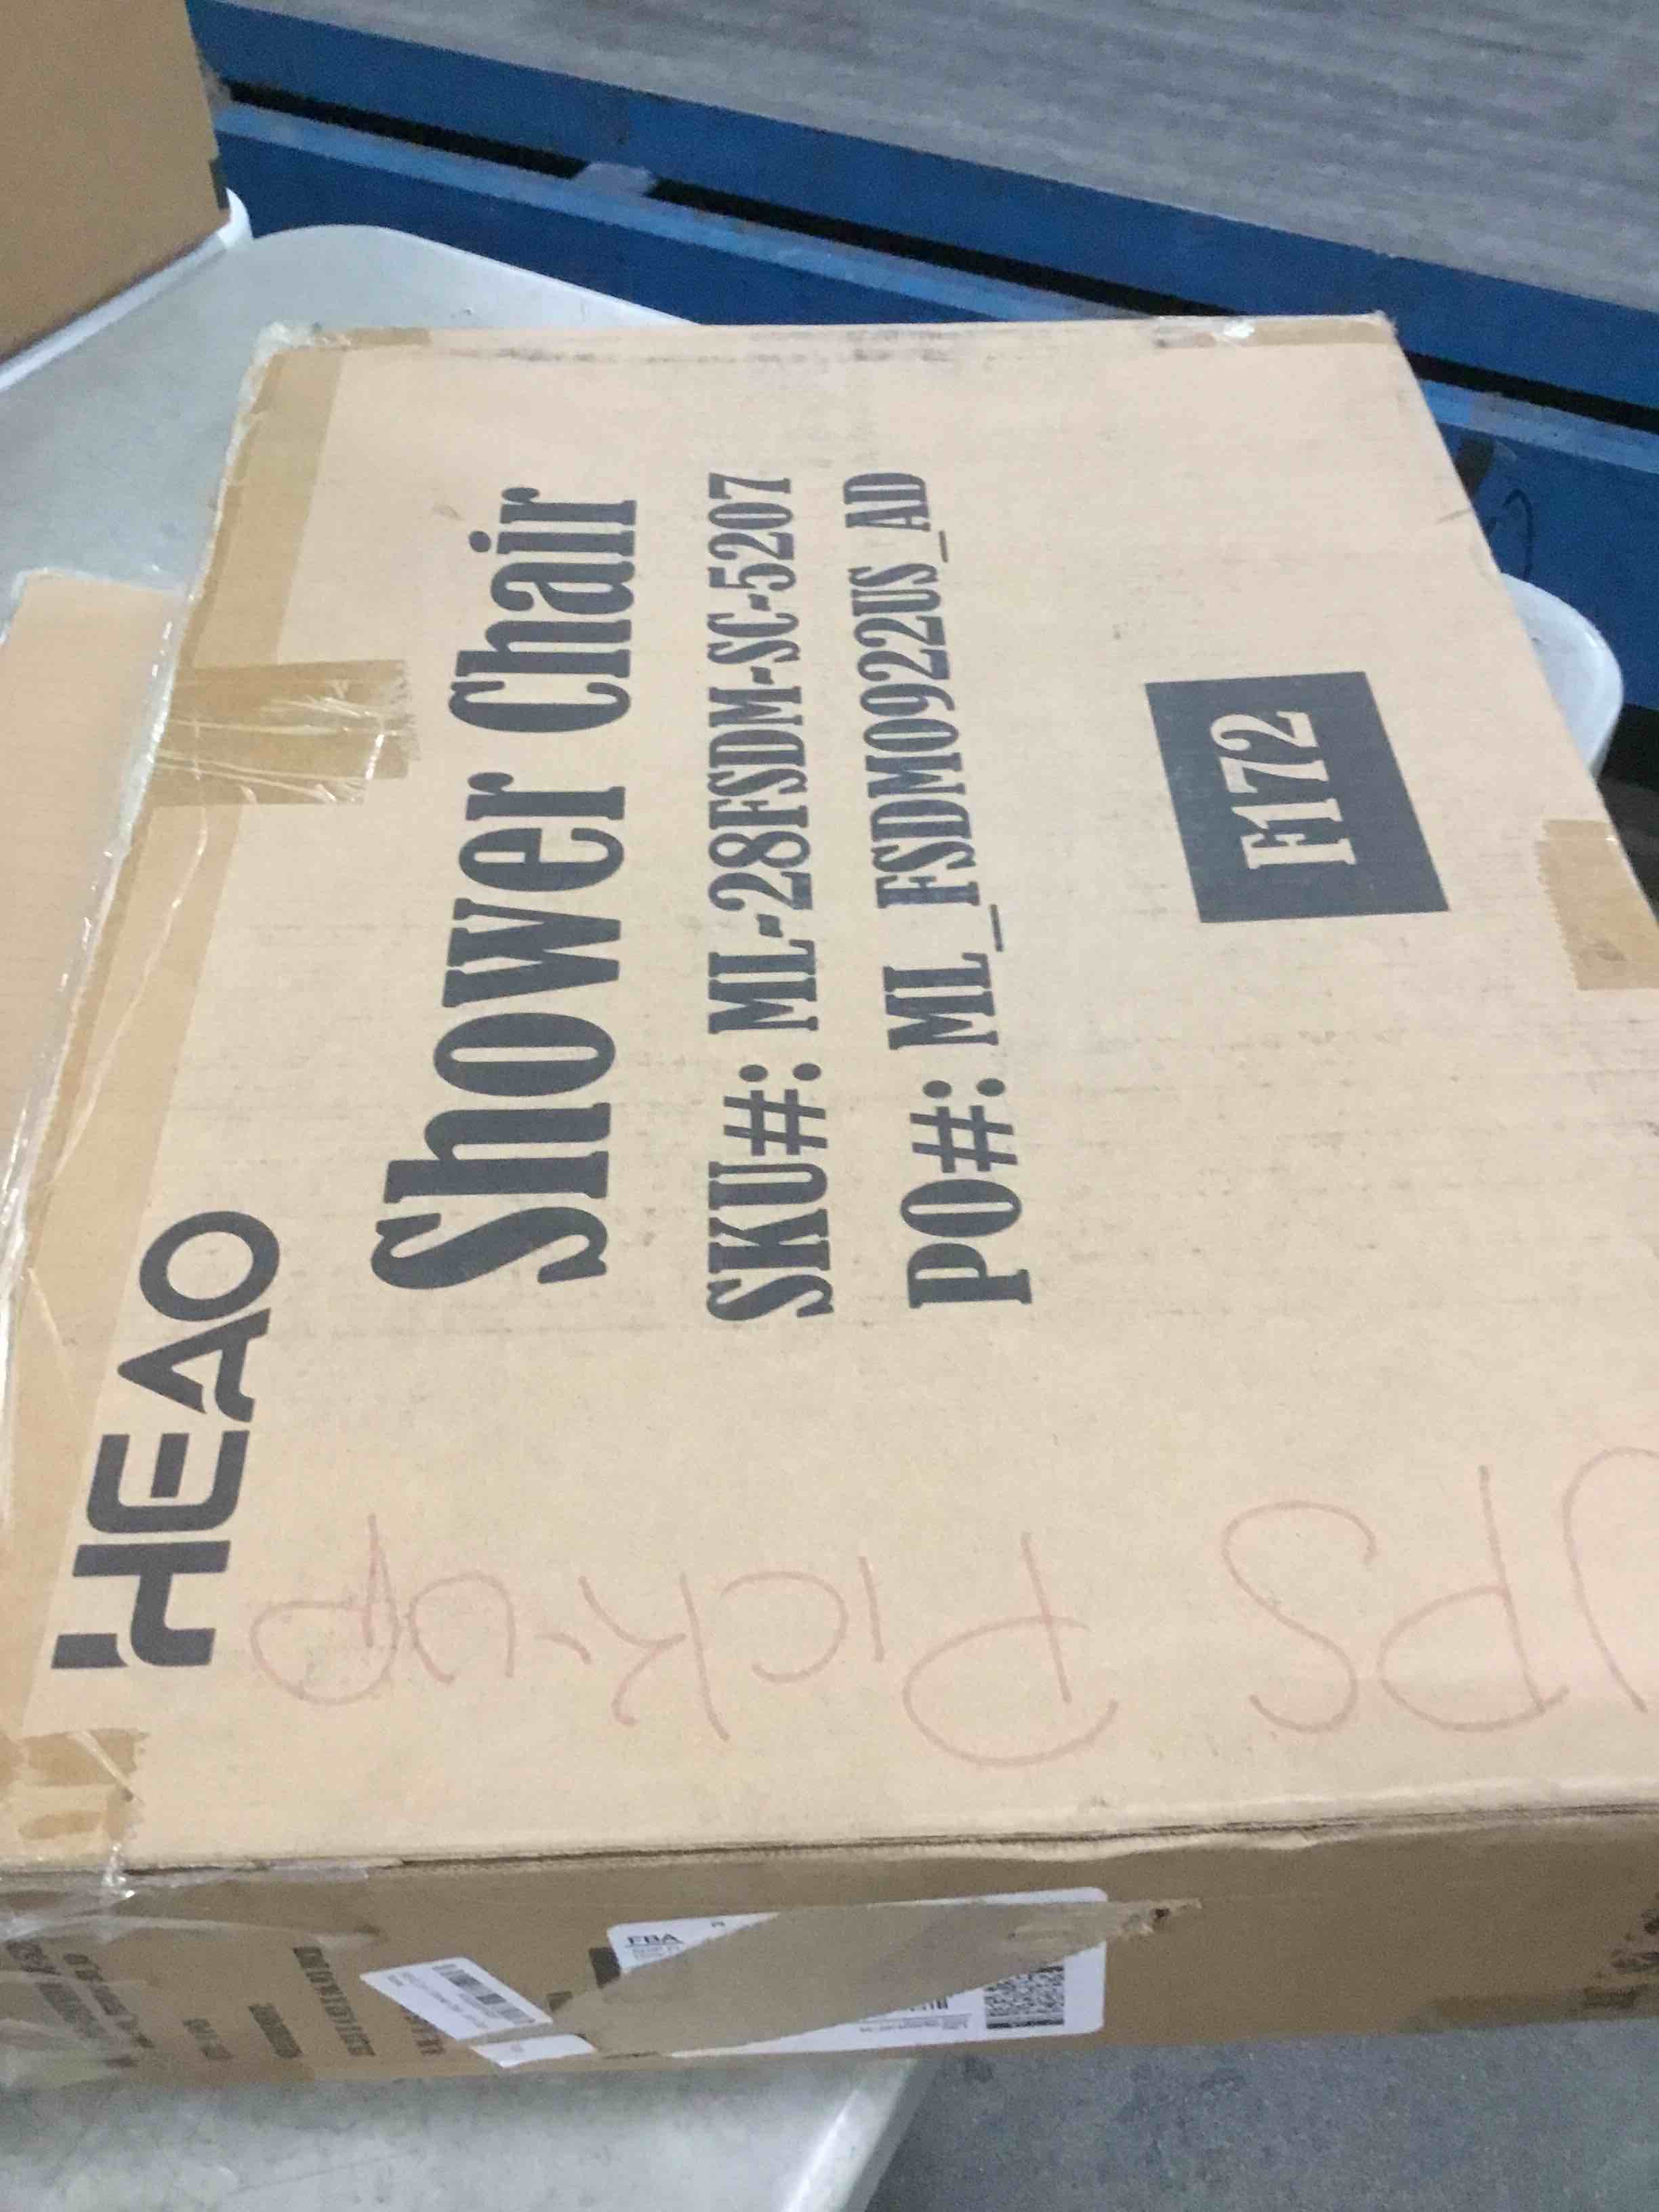 HEAO
Shower Chair
SKU#: ML-28FSDM-SC-5207
PO#: ML_FSDM0922US_AD
F172
UPS Pick-up
FBA